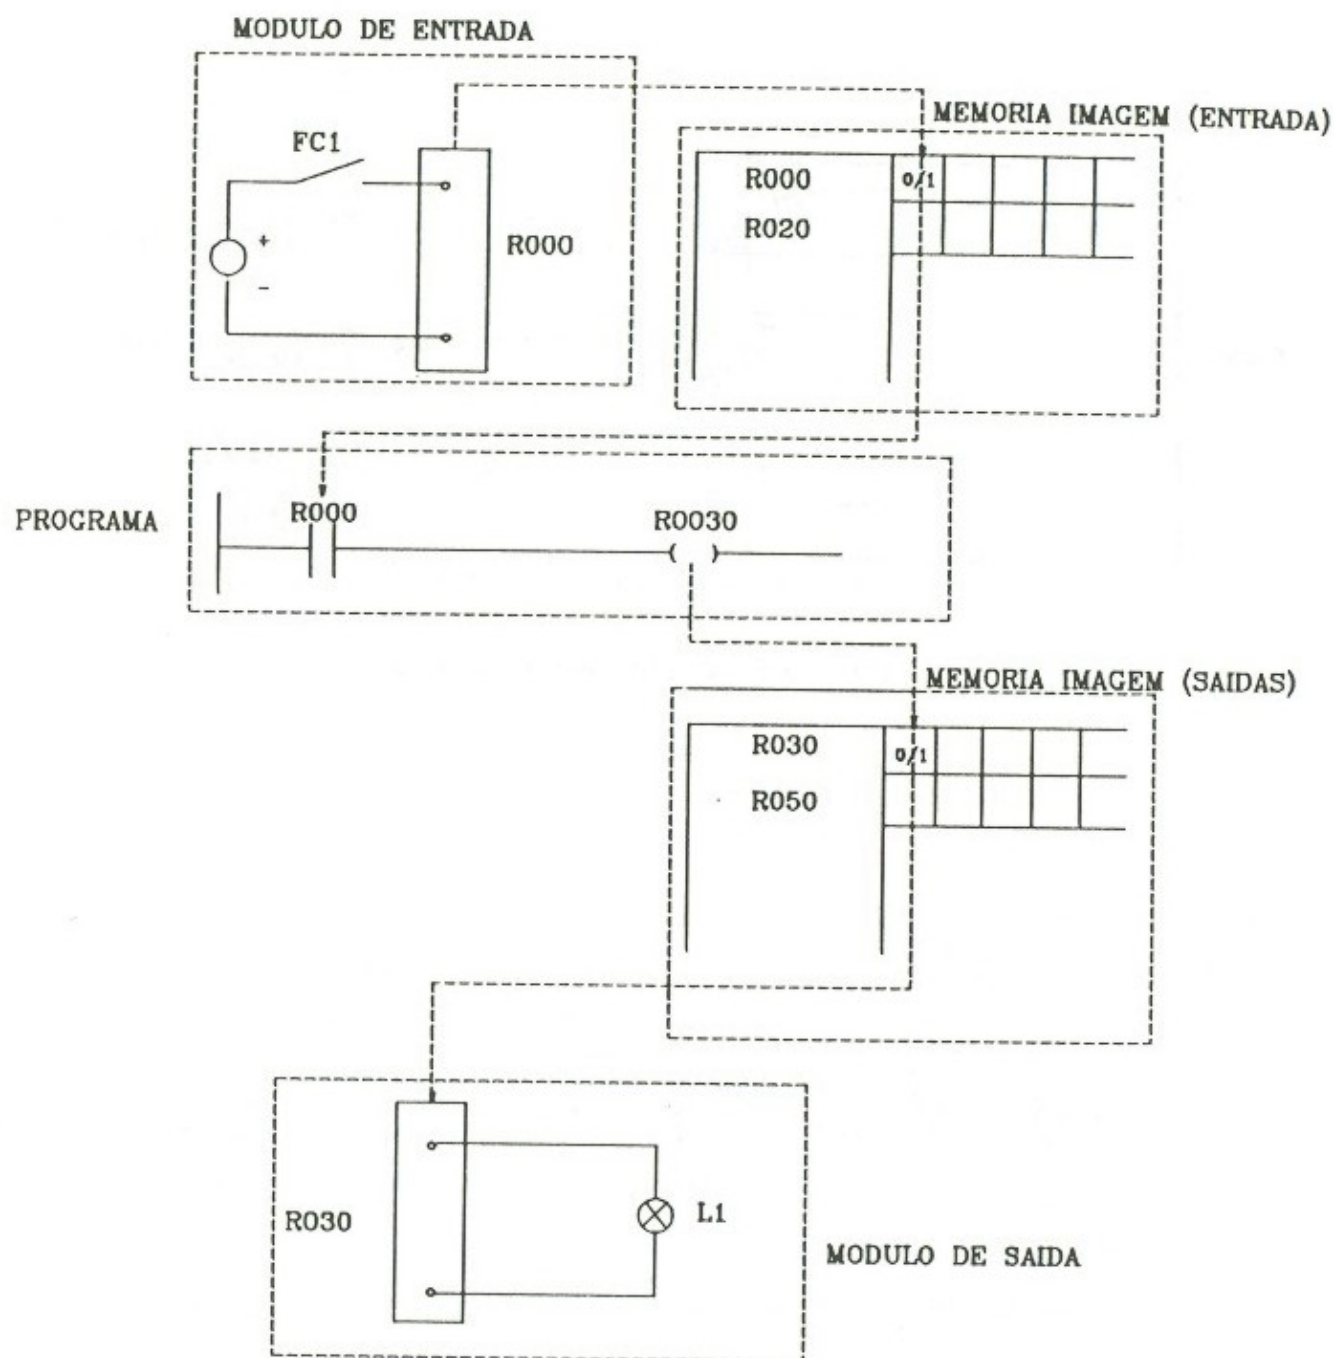 MODULO DE ENTRADA
MEMORIA IMAGEM (ENTRADA)
FC1
R000
0/1
R000
R020
+
-
PROGRAMA
R000
R0030
MEMORIA IMAGEM (SAIDAS)
R030
0/1
R050
R030
L1
MODULO DE SAIDA